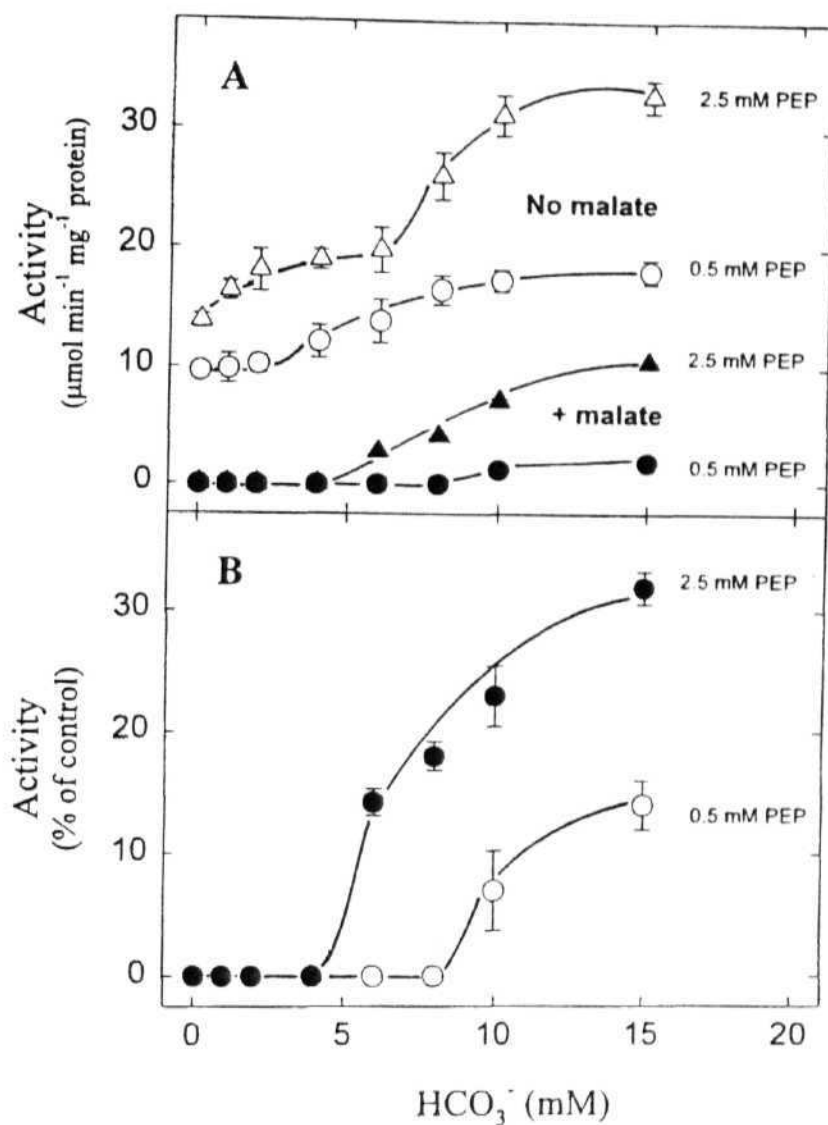 A
30
20
10
0
Activity
(μmol min⁻¹ mg⁻¹ protein)
2.5 mM PEP
No malate
0.5 mM PEP
2.5 mM PEP
+ malate
0.5 mM PEP
B
30
20
10
0
Activity
(% of control)
2.5 mM PEP
0.5 mM PEP
0
5
10
15
20
HCO₃⁻ (mM)